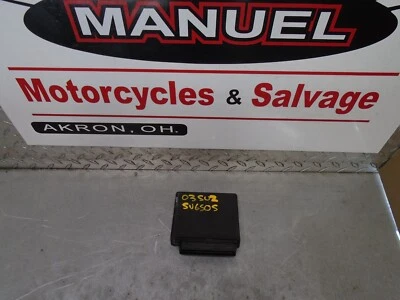 MANUEL
Motorcycles & Salvage
AKRON, OH.
03 SUZ
SV650S